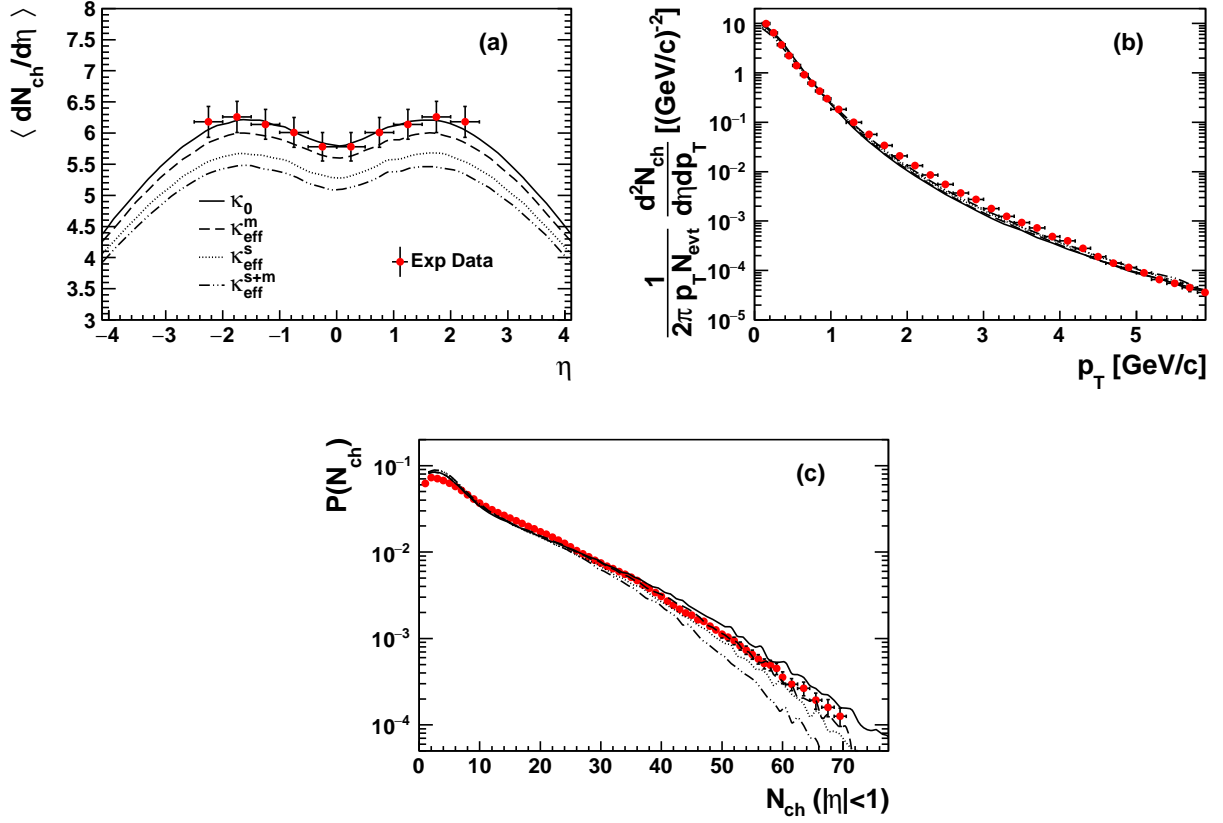 ⟨ dN_ch/dη ⟩
8
7.5
7
6.5
6
5.5
5
4.5
4
3.5
3
(a)
κ_0
κ_eff^m
κ_eff^s
κ_eff^s+m
Exp Data
−4 −3 −2 −1 0 1 2 3 4
η
1/(2π p_T N_evt) d^2N_ch/(dηdp_T) [(GeV/c)^-2]
10
1
10^−1
10^−2
10^−3
10^−4
10^−5
(b)
0 1 2 3 4 5
p_T [GeV/c]
P(N_ch)
10^−1
10^−2
10^−3
10^−4
(c)
0 10 20 30 40 50 60 70
N_ch (|η|<1)